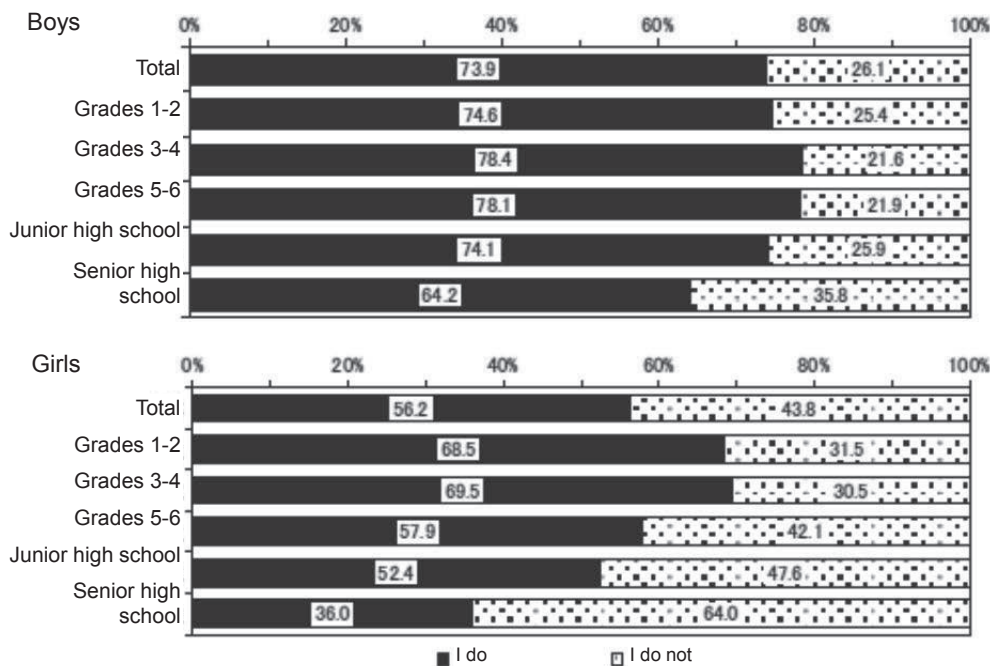 Boys
0% 20% 40% 60% 80% 100%
Total 73.9 26.1
Grades 1-2 74.6 25.4
Grades 3-4 78.4 21.6
Grades 5-6 78.1 21.9
Junior high school 74.1 25.9
Senior high
school 64.2 35.8
Girls
0% 20% 40% 60% 80% 100%
Total 56.2 43.8
Grades 1-2 68.5 31.5
Grades 3-4 69.5 30.5
Grades 5-6 57.9 42.1
Junior high school 52.4 47.6
Senior high
school 36.0 64.0
I do I do not